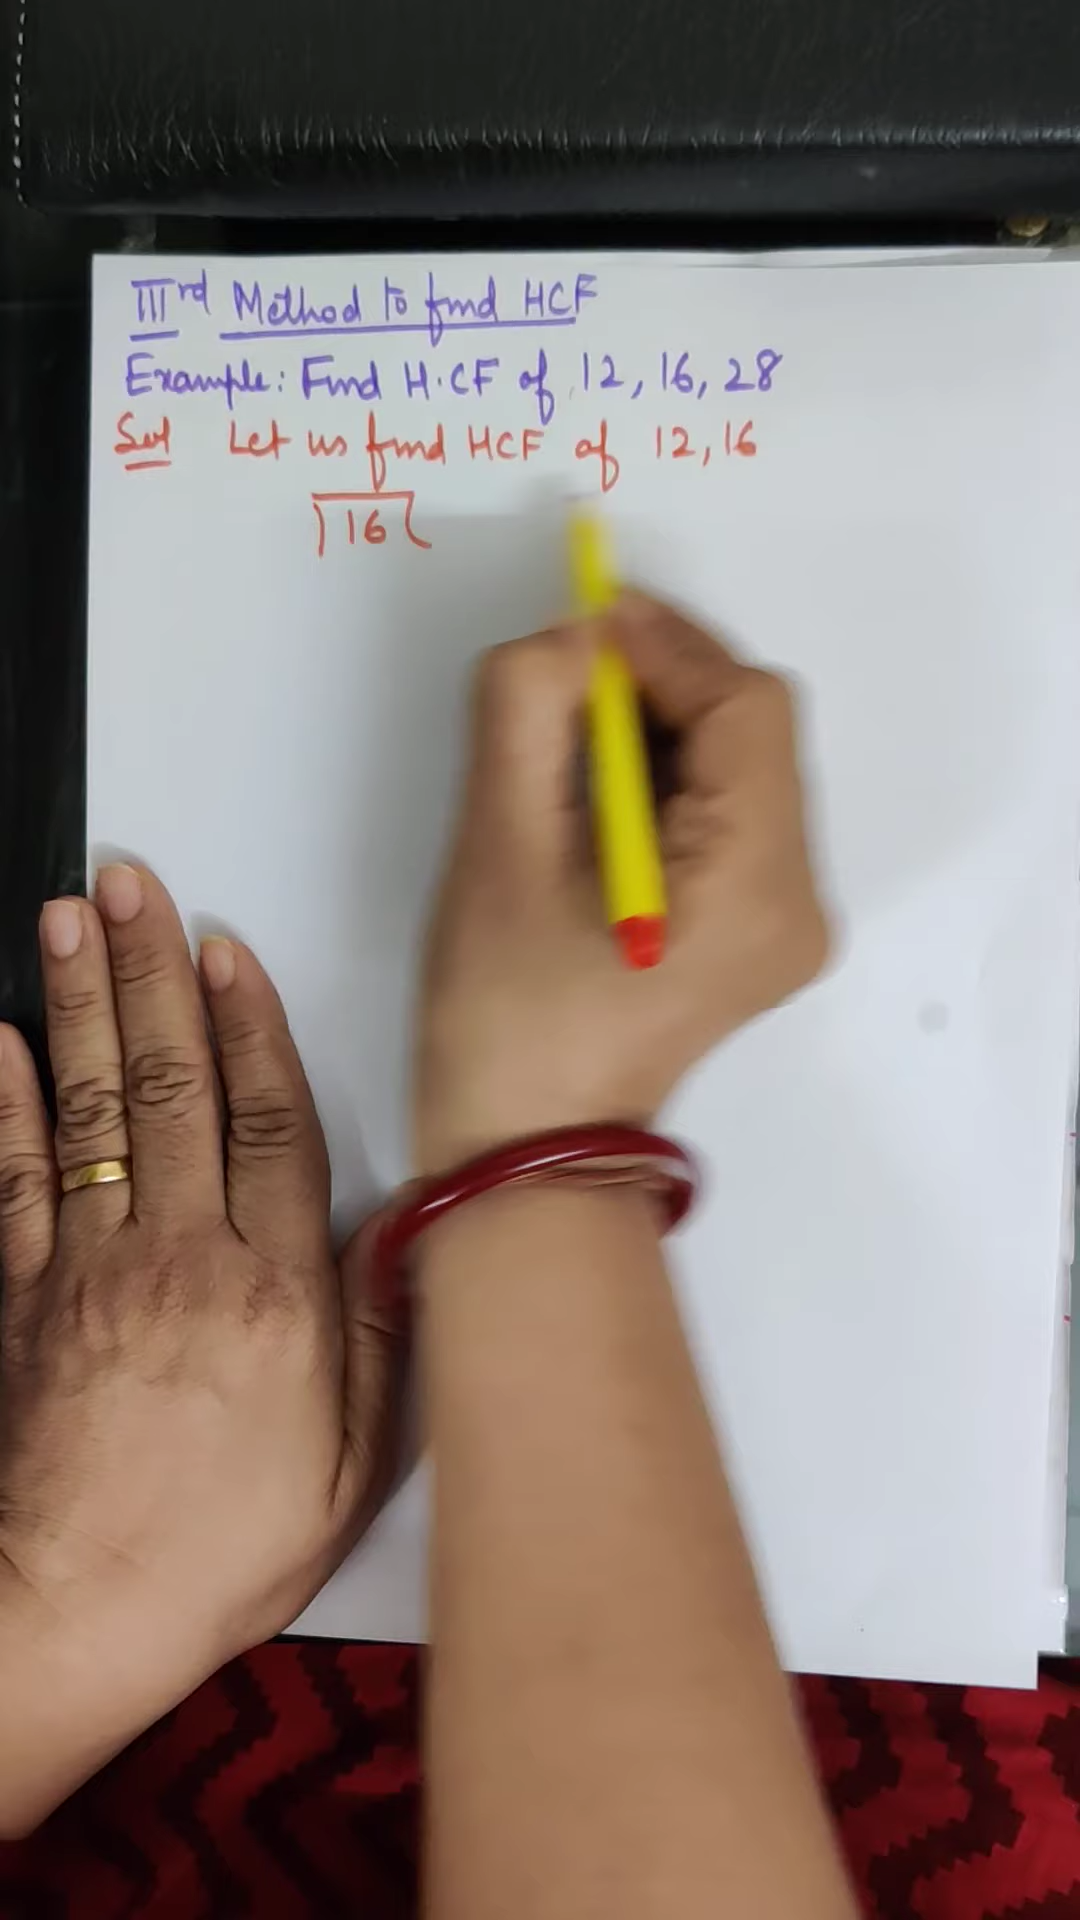 IIIrd Method to find HCF
Example: Find H.CF of 12, 16, 28
Sol Let us find HCF of 12, 16
16